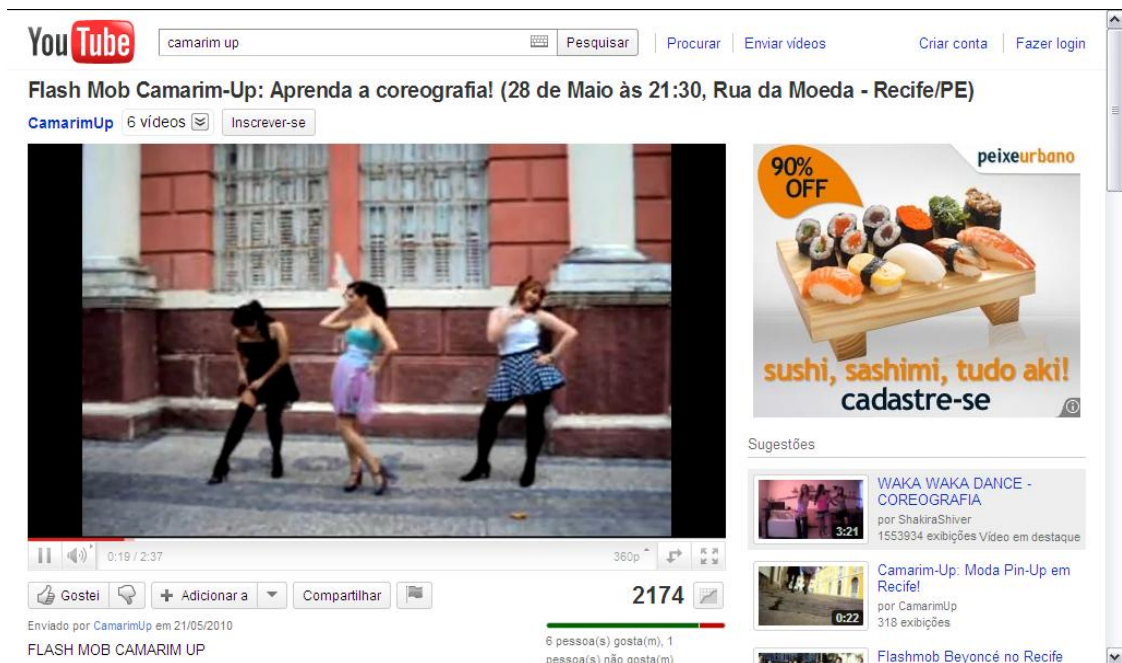 You Tube
camarim up
Pesquisar
Procurar
Enviar vídeos
Criar conta
Fazer login
Flash Mob Camarim-Up: Aprenda a coreografia! (28 de Maio às 21:30, Rua da Moeda - Recife/PE)
CamarimUp
6 vídeos
Inscrever-se
90%
OFF
peixeurbano
sushi, sashimi, tudo aki!
cadastre-se
Sugestões
WAKA WAKA DANCE -
COREOGRAFIA
por ShakiraShiver
1553934 exibições Vídeo em destaque
3:21
Camarim-Up: Moda Pin-Up em
Recife!
por CamarimUp
318 exibições
0:22
Flashmob Beyoncé no Recife
0:19 / 2:37
360p
Gostei
Adicionar a
Compartilhar
2174
Enviado por CamarimUp em 21/05/2010
FLASH MOB CAMARIM UP
6 pessoa(s) gosta(m), 1
pessoa(s) não gosta(m)